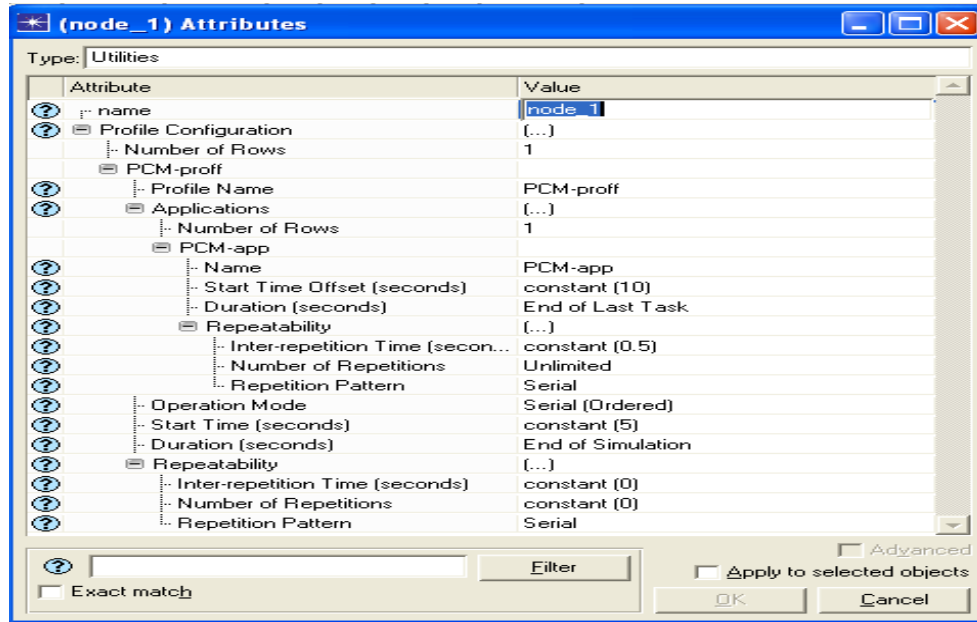 (node_1) Attributes
Type: Utilities
Attribute Value
name node_1
Profile Configuration (...)
Number of Rows 1
PCM-proff
Profile Name PCM-proff
Applications (...)
Number of Rows 1
PCM-app
Name PCM-app
Start Time Offset (seconds) constant (10)
Duration (seconds) End of Last Task
Repeatability (...)
Inter-repetition Time (secon... constant (0.5)
Number of Repetitions Unlimited
Repetition Pattern Serial
Operation Mode Serial (Ordered)
Start Time (seconds) constant (5)
Duration (seconds) End of Simulation
Repeatability (...)
Inter-repetition Time (seconds) constant (0)
Number of Repetitions constant (0)
Repetition Pattern Serial
Advanced
Filter Apply to selected objects
Exact match OK Cancel